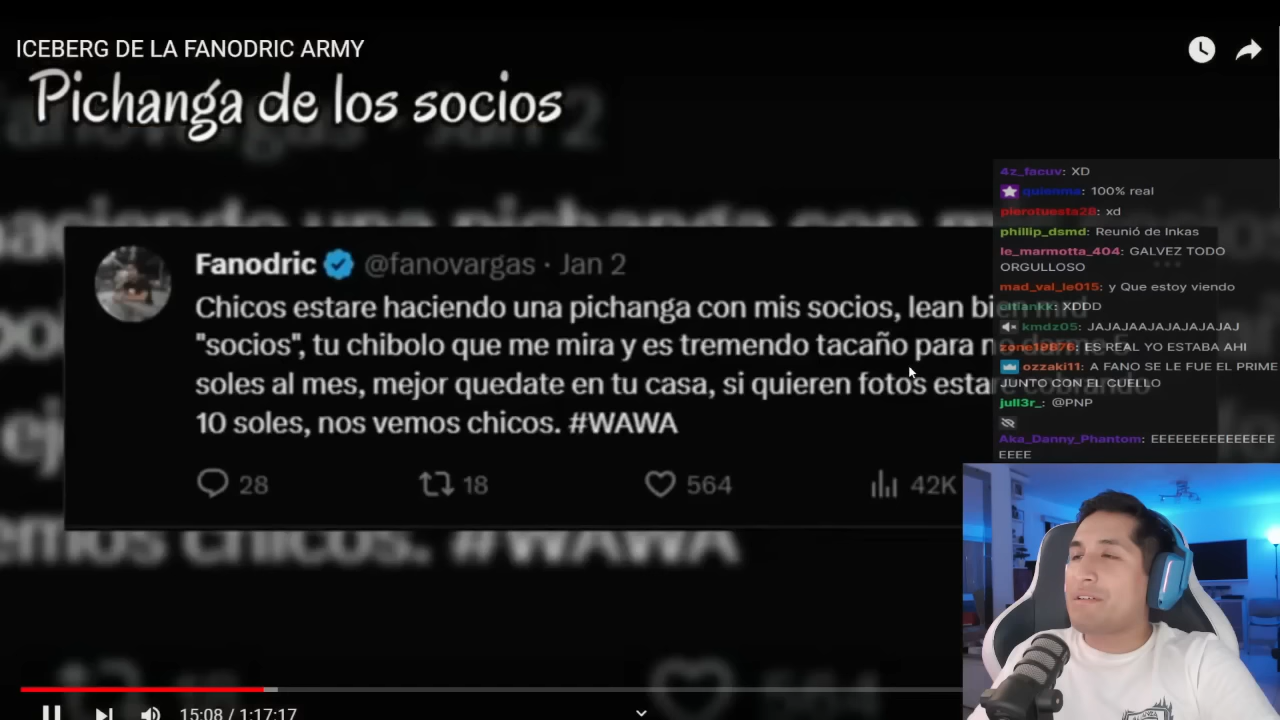 ICEBERG DE LA FANODRIC ARMY
Pichanga de los socios
Fanodric @fanovargas · Jan 2
Chicos estare haciendo una pichanga con mis socios, lean bien
"socios", tu chibolo que me mira y es tremendo tacaño para
soles al mes, mejor quedate en tu casa, si quieren fotos estare cobrando
10 soles, nos vemos chicos. #WAWA
28 18 564 42K
4z_facuv: XD
100% real
pierotuesta28: xd
phillip_dsmd: Reunió de Inkas
le_marmotta_404: GALVEZ TODO
ORGULLOSO
mad_val_le015: y Que estoy viendo
XDDD
kmdz05: JAJAJAAJAJAJAJAJ
zone19876: ES REAL YO ESTABA AHI
ozzaki11: A FANO SE LE FUE EL PRIME
JUNTO CON EL CUELLO
jull3r_: @PNP
Aka_Danny_Phantom: EEEEEEEEEEEEEEE
EEEE
15:08 / 1:17:17